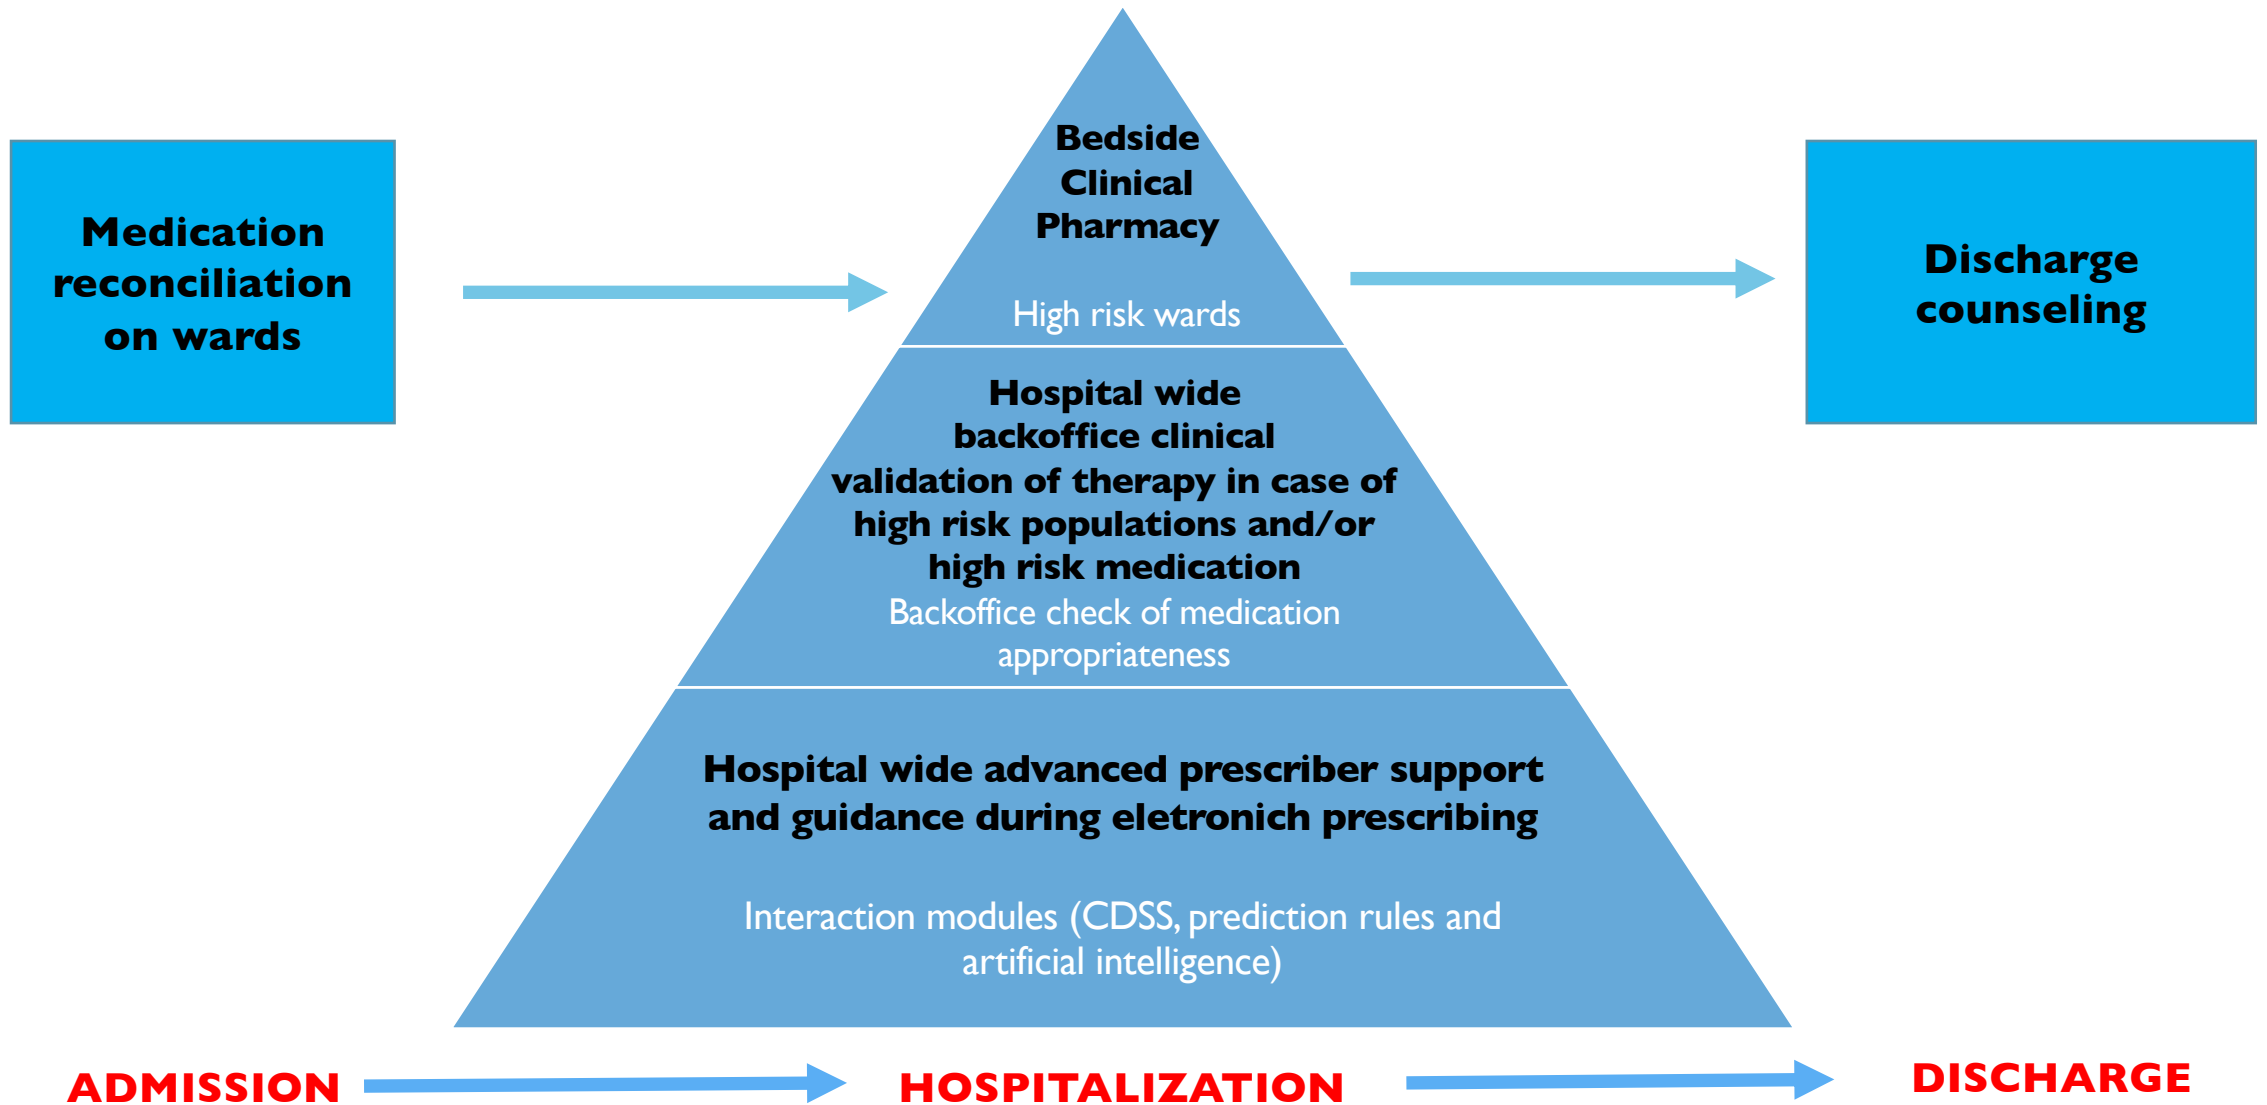 Medication
reconciliation
on wards
Bedside
Clinical
Pharmacy
High risk wards
Hospital wide
backoffice clinical
validation of therapy in case of
high risk populations and/or
high risk medication
Backoffice check of medication
appropriateness
Hospital wide advanced prescriber support
and guidance during eletronich prescribing
Interaction modules (CDSS, prediction rules and
artificial intelligence)
Discharge
counseling
ADMISSION
HOSPITALIZATION
DISCHARGE